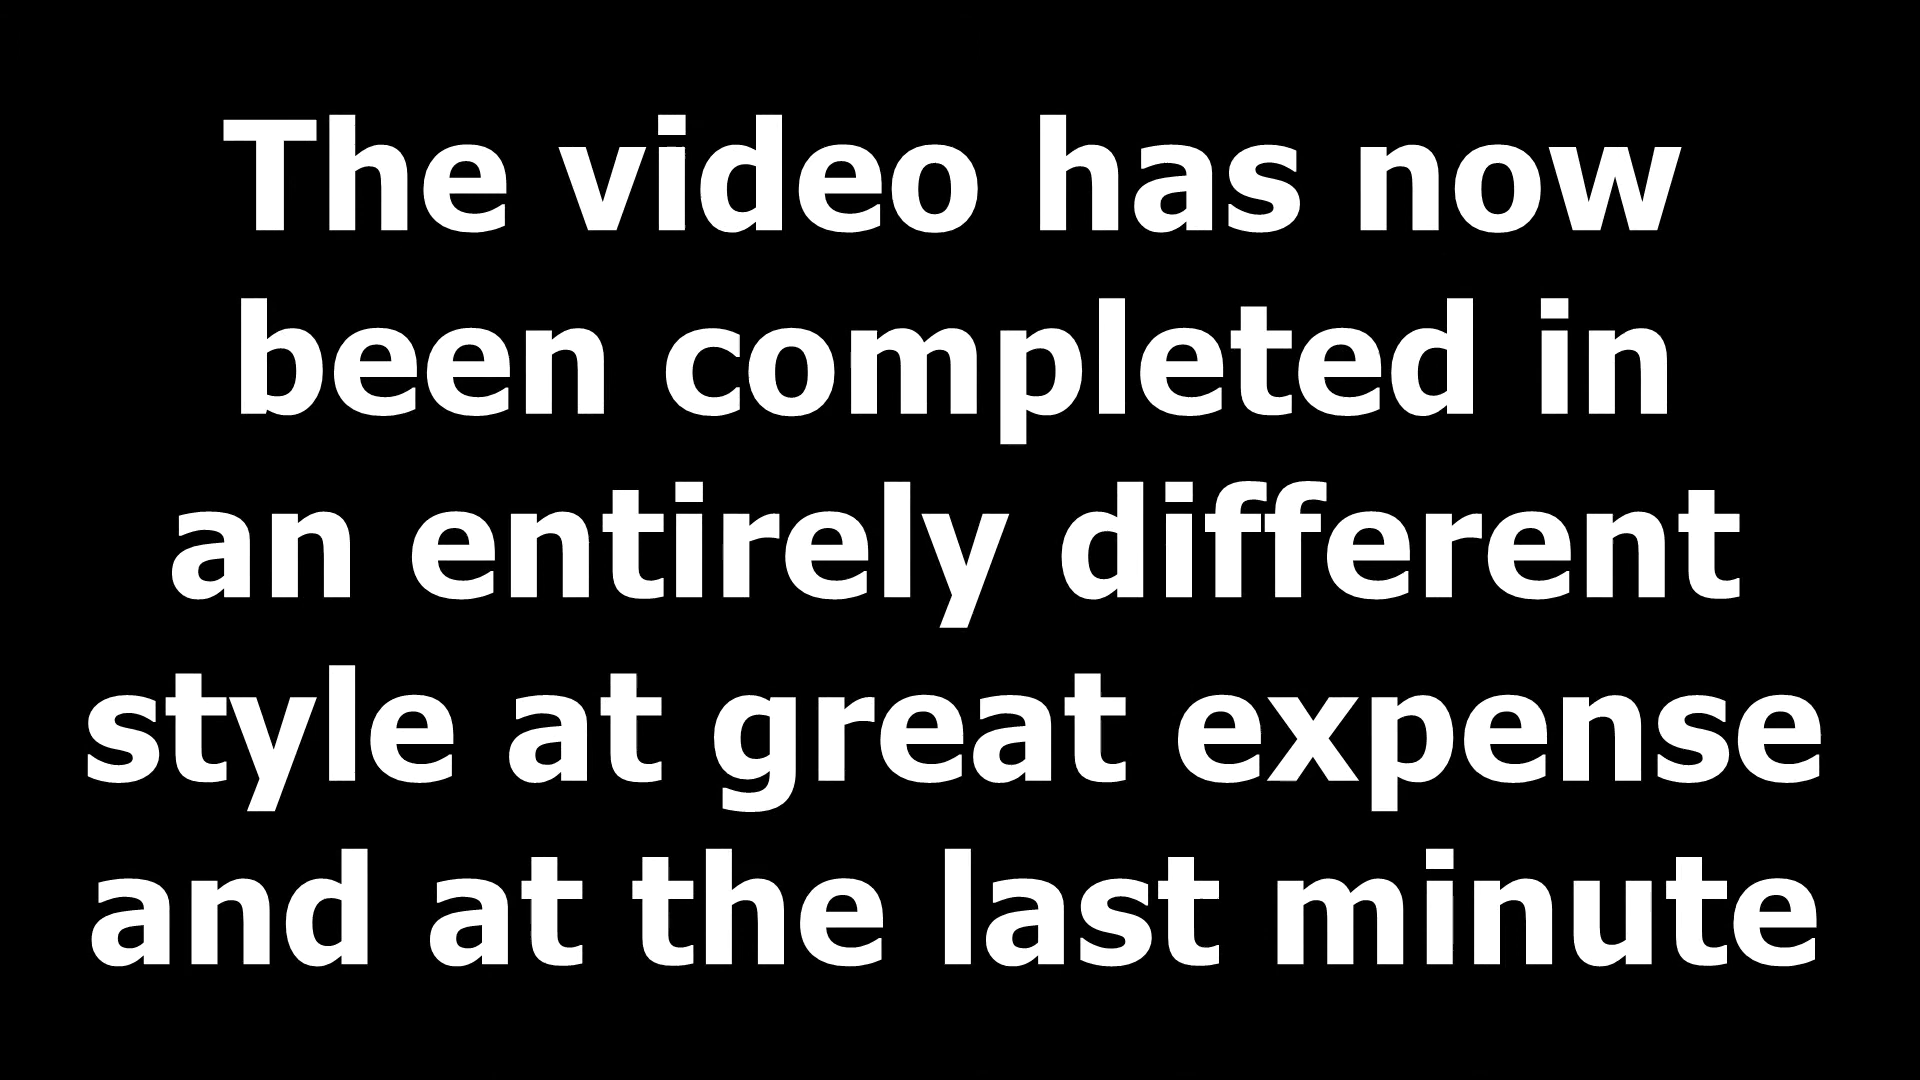 The video has now
been completed in
an entirely different
style at great expense
and at the last minute